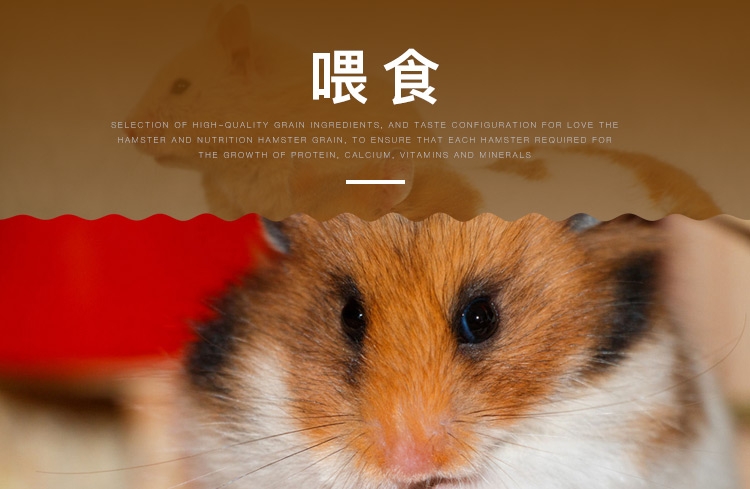 喂食
SELECTION OF HIGH-QUALITY GRAIN INGREDIENTS, AND TASTE CONFIGURATION FOR LOVE THE
HAMSTER AND NUTRITION HAMSTER GRAIN, TO ENSURE THAT EACH HAMSTER REQUIRED FOR
THE GROWTH OF PROTEIN, CALCIUM, VITAMINS AND MINERALS